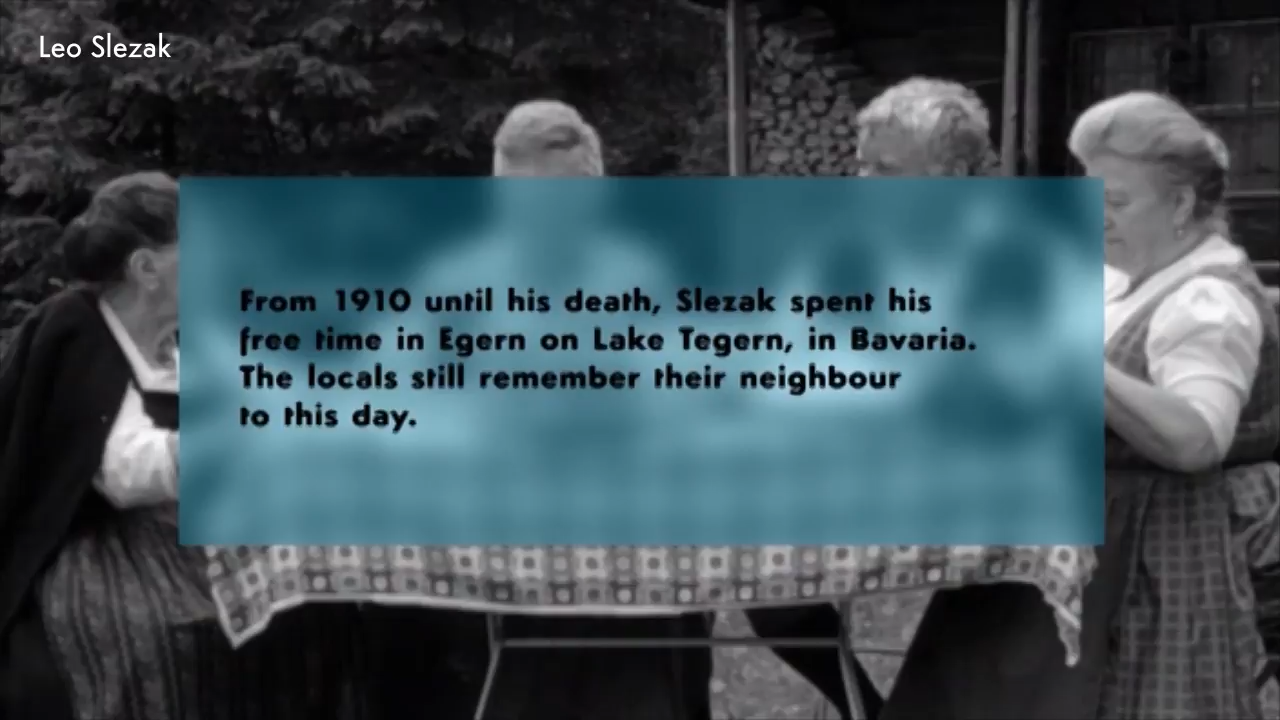 Leo Slezak
From 1910 until his death, Slezak spent his
free time in Egern on Lake Tegern, in Bavaria.
The locals still remember their neighbour
to this day.